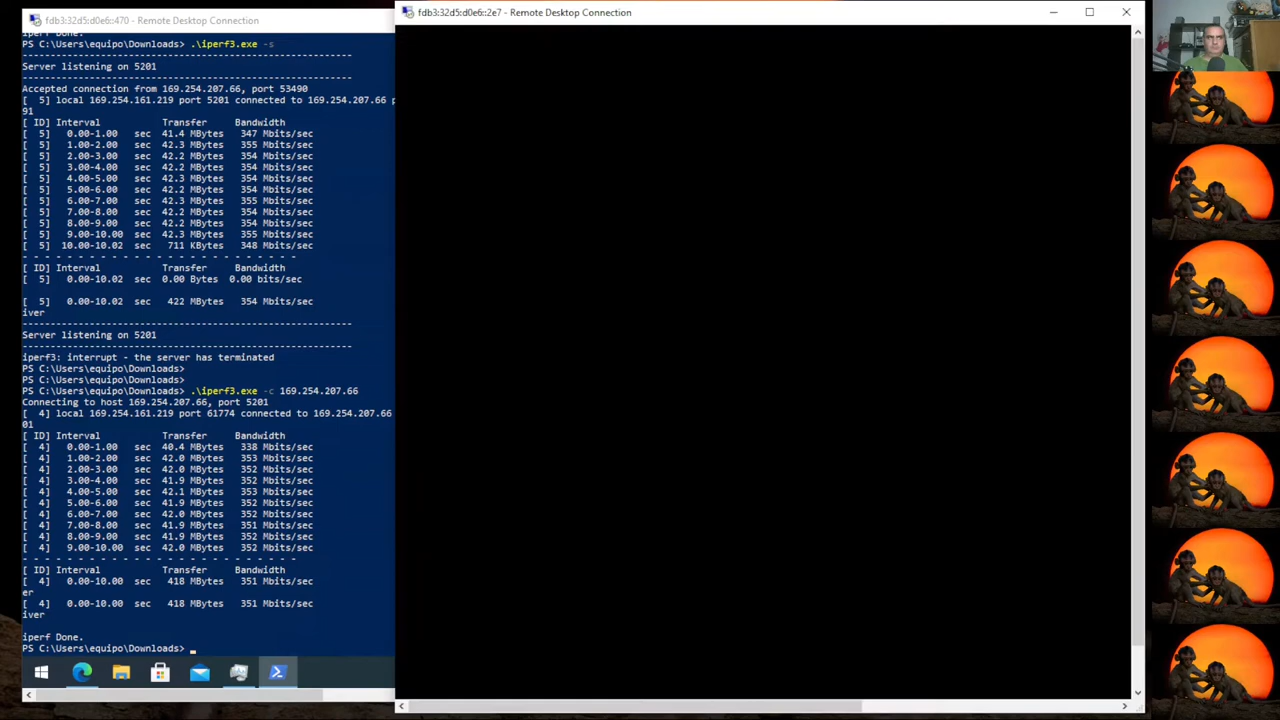 fdb3:32d5:d0e6::470 - Remote Desktop Connection
fdb3:32d5:d0e6::2e7 - Remote Desktop Connection
iperf Done.
PS C:\Users\equipo\Downloads> .\iperf3.exe -s
-----------------------------------------------------------
Server listening on 5201
-----------------------------------------------------------
Accepted connection from 169.254.207.66, port 53490
[  5] local 169.254.161.219 port 5201 connected to 169.254.207.66 p
91
[ ID] Interval           Transfer     Bandwidth
[  5]   0.00-1.00   sec  41.4 MBytes   347 Mbits/sec
[  5]   1.00-2.00   sec  42.3 MBytes   355 Mbits/sec
[  5]   2.00-3.00   sec  42.2 MBytes   354 Mbits/sec
[  5]   3.00-4.00   sec  42.2 MBytes   354 Mbits/sec
[  5]   4.00-5.00   sec  42.3 MBytes   354 Mbits/sec
[  5]   5.00-6.00   sec  42.2 MBytes   354 Mbits/sec
[  5]   6.00-7.00   sec  42.3 MBytes   355 Mbits/sec
[  5]   7.00-8.00   sec  42.2 MBytes   354 Mbits/sec
[  5]   8.00-9.00   sec  42.2 MBytes   354 Mbits/sec
[  5]   9.00-10.00  sec  42.3 MBytes   355 Mbits/sec
[  5]  10.00-10.02  sec   711 KBytes   348 Mbits/sec
- - - - - - - - - - - - - - - - - - - - - - - - -
[ ID] Interval           Transfer     Bandwidth
[  5]   0.00-10.02  sec  0.00 Bytes  0.00 bits/sec
[  5]   0.00-10.02  sec   422 MBytes   354 Mbits/sec
iver
-----------------------------------------------------------
Server listening on 5201
-----------------------------------------------------------
iperf3: interrupt - the server has terminated
PS C:\Users\equipo\Downloads>
PS C:\Users\equipo\Downloads>
PS C:\Users\equipo\Downloads> .\iperf3.exe -c 169.254.207.66
Connecting to host 169.254.207.66, port 5201
[  4] local 169.254.161.219 port 61774 connected to 169.254.207.66
01
[ ID] Interval           Transfer     Bandwidth
[  4]   0.00-1.00   sec  40.4 MBytes   338 Mbits/sec
[  4]   1.00-2.00   sec  42.0 MBytes   353 Mbits/sec
[  4]   2.00-3.00   sec  41.9 MBytes   352 Mbits/sec
[  4]   3.00-4.00   sec  41.9 MBytes   352 Mbits/sec
[  4]   4.00-5.00   sec  42.1 MBytes   353 Mbits/sec
[  4]   5.00-6.00   sec  41.9 MBytes   352 Mbits/sec
[  4]   6.00-7.00   sec  42.0 MBytes   352 Mbits/sec
[  4]   7.00-8.00   sec  41.9 MBytes   351 Mbits/sec
[  4]   8.00-9.00   sec  41.9 MBytes   352 Mbits/sec
[  4]   9.00-10.00  sec  42.0 MBytes   352 Mbits/sec
- - - - - - - - - - - - - - - - - - - - - - - - -
[ ID] Interval           Transfer     Bandwidth
[  4]   0.00-10.00  sec   418 MBytes   351 Mbits/sec
er
[  4]   0.00-10.00  sec   418 MBytes   351 Mbits/sec
iver
iperf Done.
PS C:\Users\equipo\Downloads> _